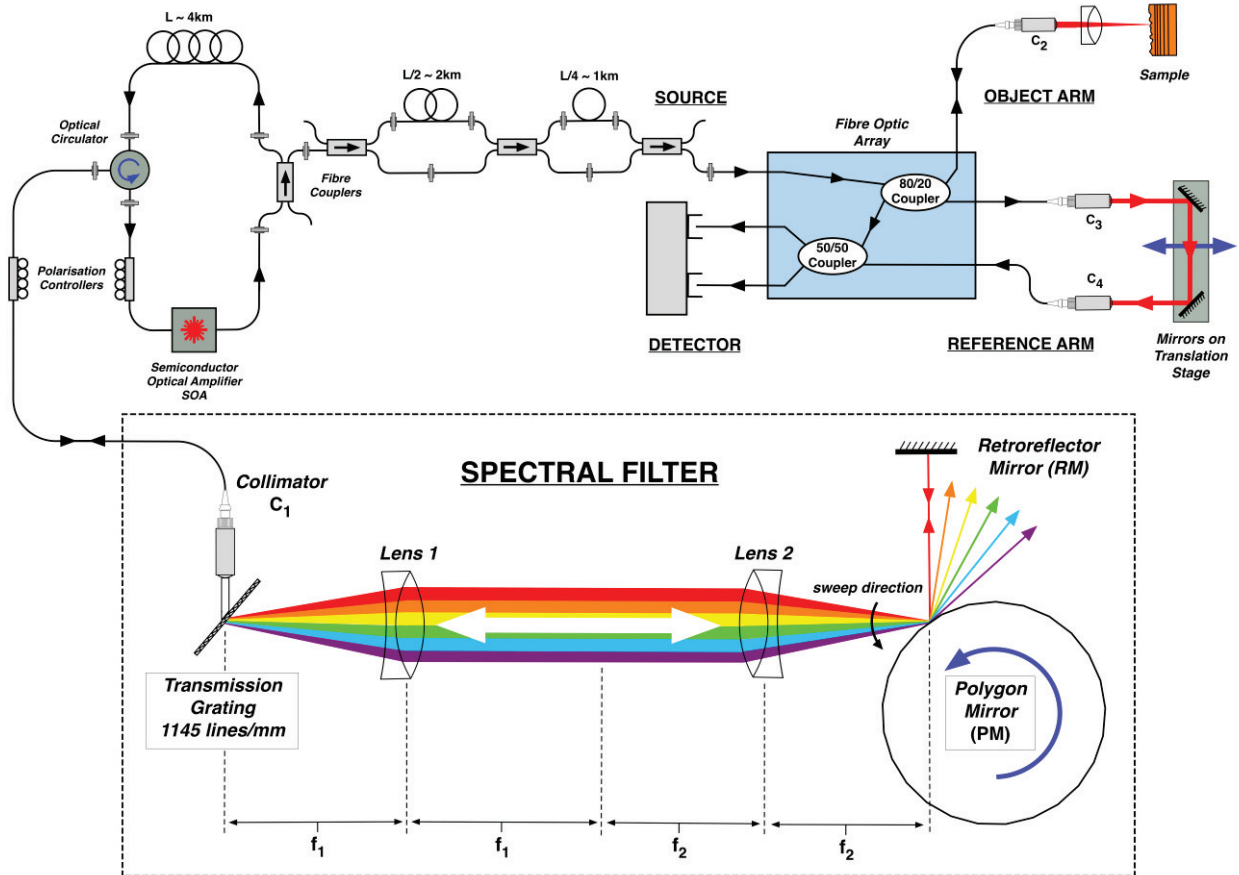 L ~ 4km
L/2 ~ 2km
L/4 ~ 1km
SOURCE
C2
Sample
OBJECT ARM
Optical
Circulator
Fibre
Couplers
Fibre Optic
Array
80/20
Coupler
C3
50/50
Coupler
C4
Polarisation
Controllers
Semiconductor
Optical Amplifier
SOA
DETECTOR
REFERENCE ARM
Mirrors on
Translation
Stage
SPECTRAL FILTER
Collimator
C1
Retroreflector
Mirror (RM)
Lens 1
Lens 2
sweep direction
Transmission
Grating
1145 lines/mm
Polygon
Mirror
(PM)
f1
f1
f2
f2